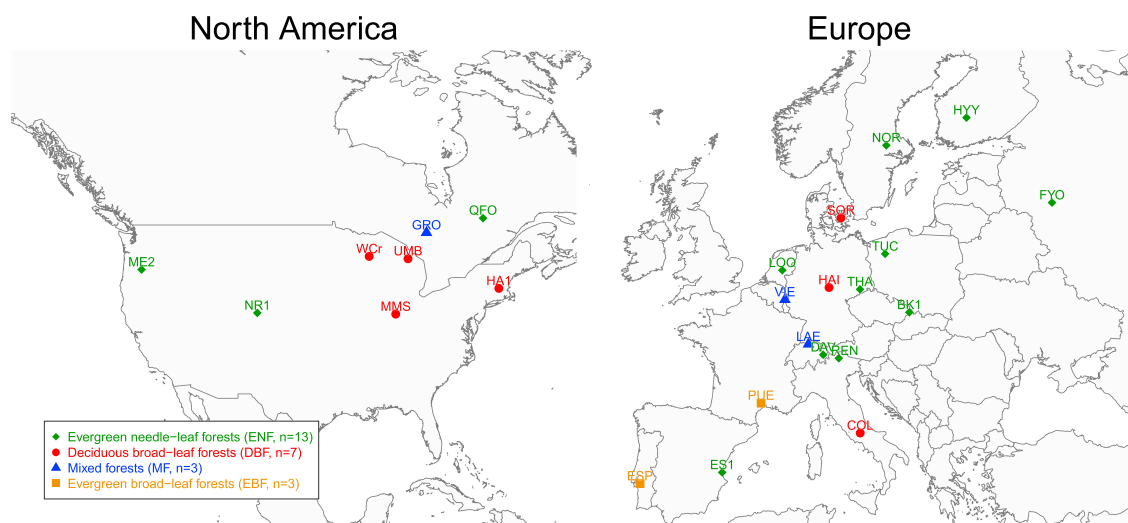 North America
Europe
HYY
NOR
FYO
QFO
SOR
GRO
WCr
UMB
TUC
ME2
LOO
HA1
HAI
THA
VIE
NR1
MMS
BK1
LAE
DAV
REN
PUE
COL
Evergreen needle−leaf forests (ENF, n=13)
Deciduous broad−leaf forests (DBF, n=7)
Mixed forests (MF, n=3)
Evergreen broad−leaf forests (EBF, n=3)
ES1
ESP